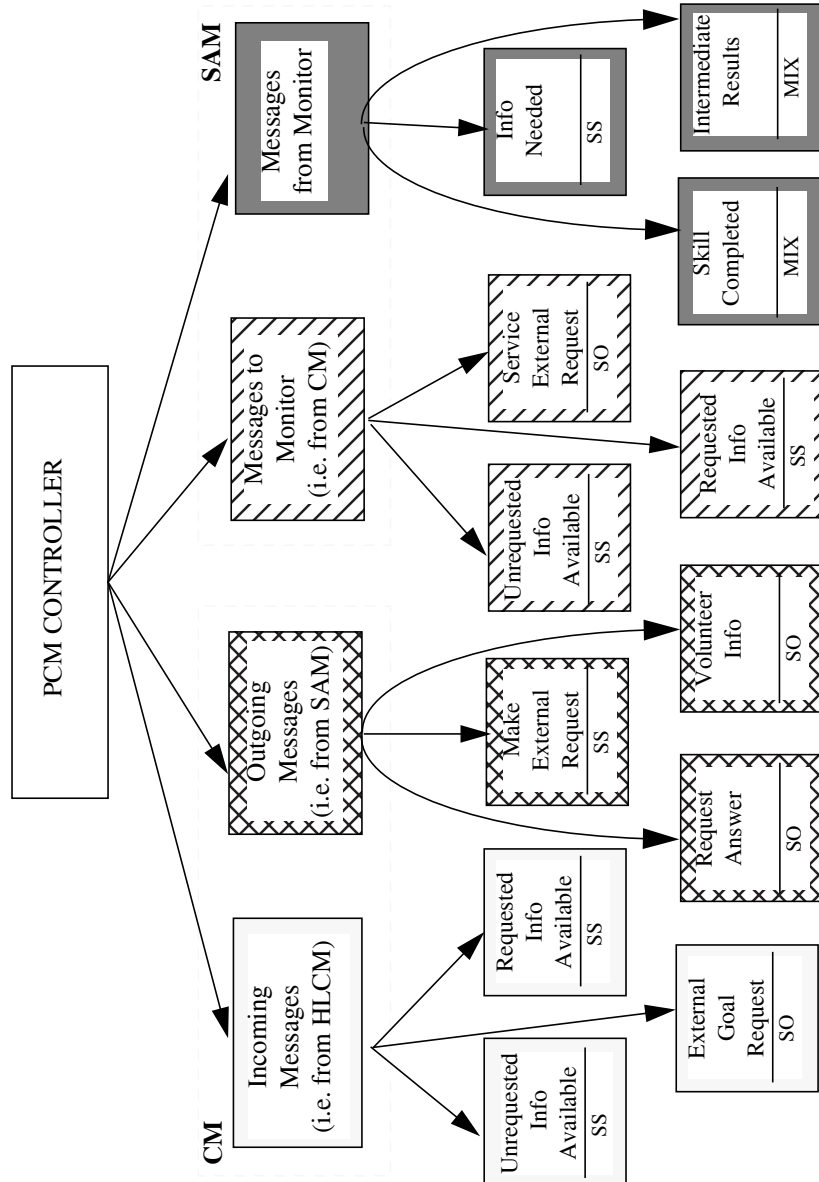 PCM CONTROLLER
CM
SAM
Incoming
Messages
(i.e. from HLCM)
Outgoing
Messages
(i.e. from SAM)
Messages to
Monitor
(i.e. from CM)
Messages
from Monitor
Unrequested
Info
Available
SS
Requested
Info
Available
SS
Make
External
Request
SS
Unrequested
Info
Available
SS
Service
External
Request
SO
Info
Needed
SS
External
Goal
Request
SO
Request
Answer
SO
Volunteer
Info
SO
Requested
Info
Available
SS
Skill
Completed
MIX
Intermediate
Results
MIX